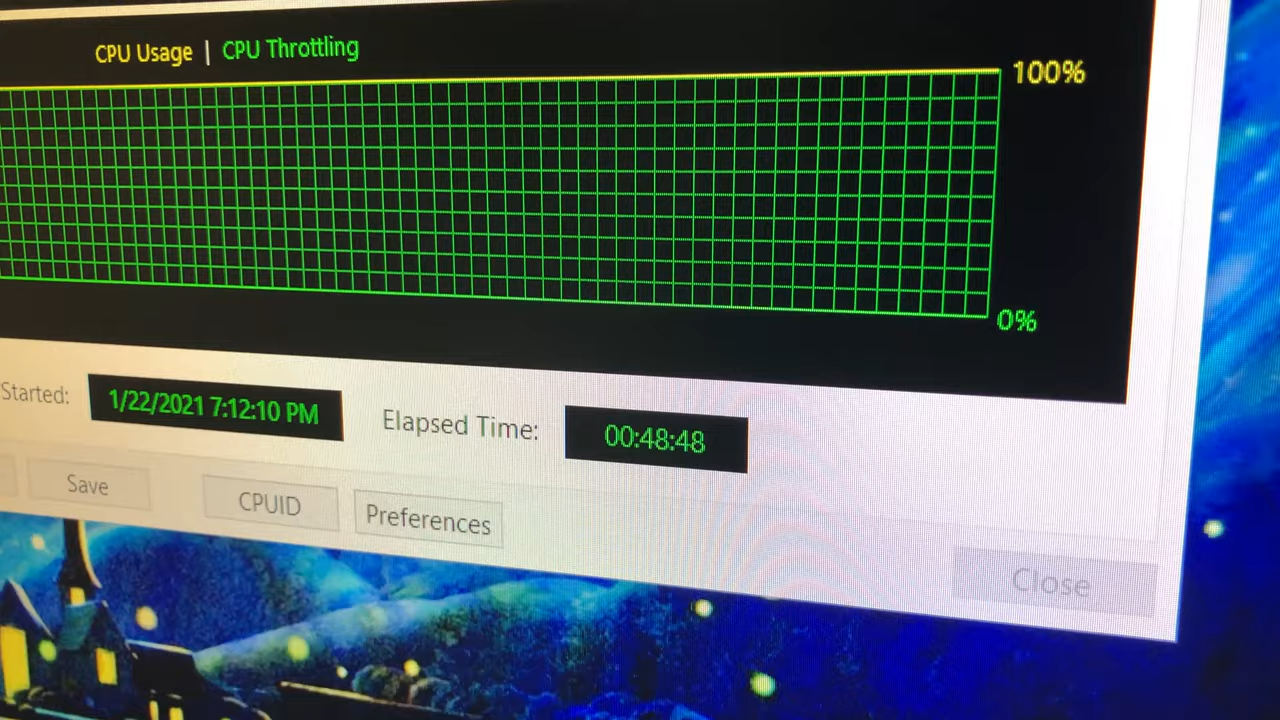 CPU Usage | CPU Throttling
100%
0%
Started: 1/22/2021 7:12:10 PM Elapsed Time: 00:48:48
Save CPUID Preferences Close